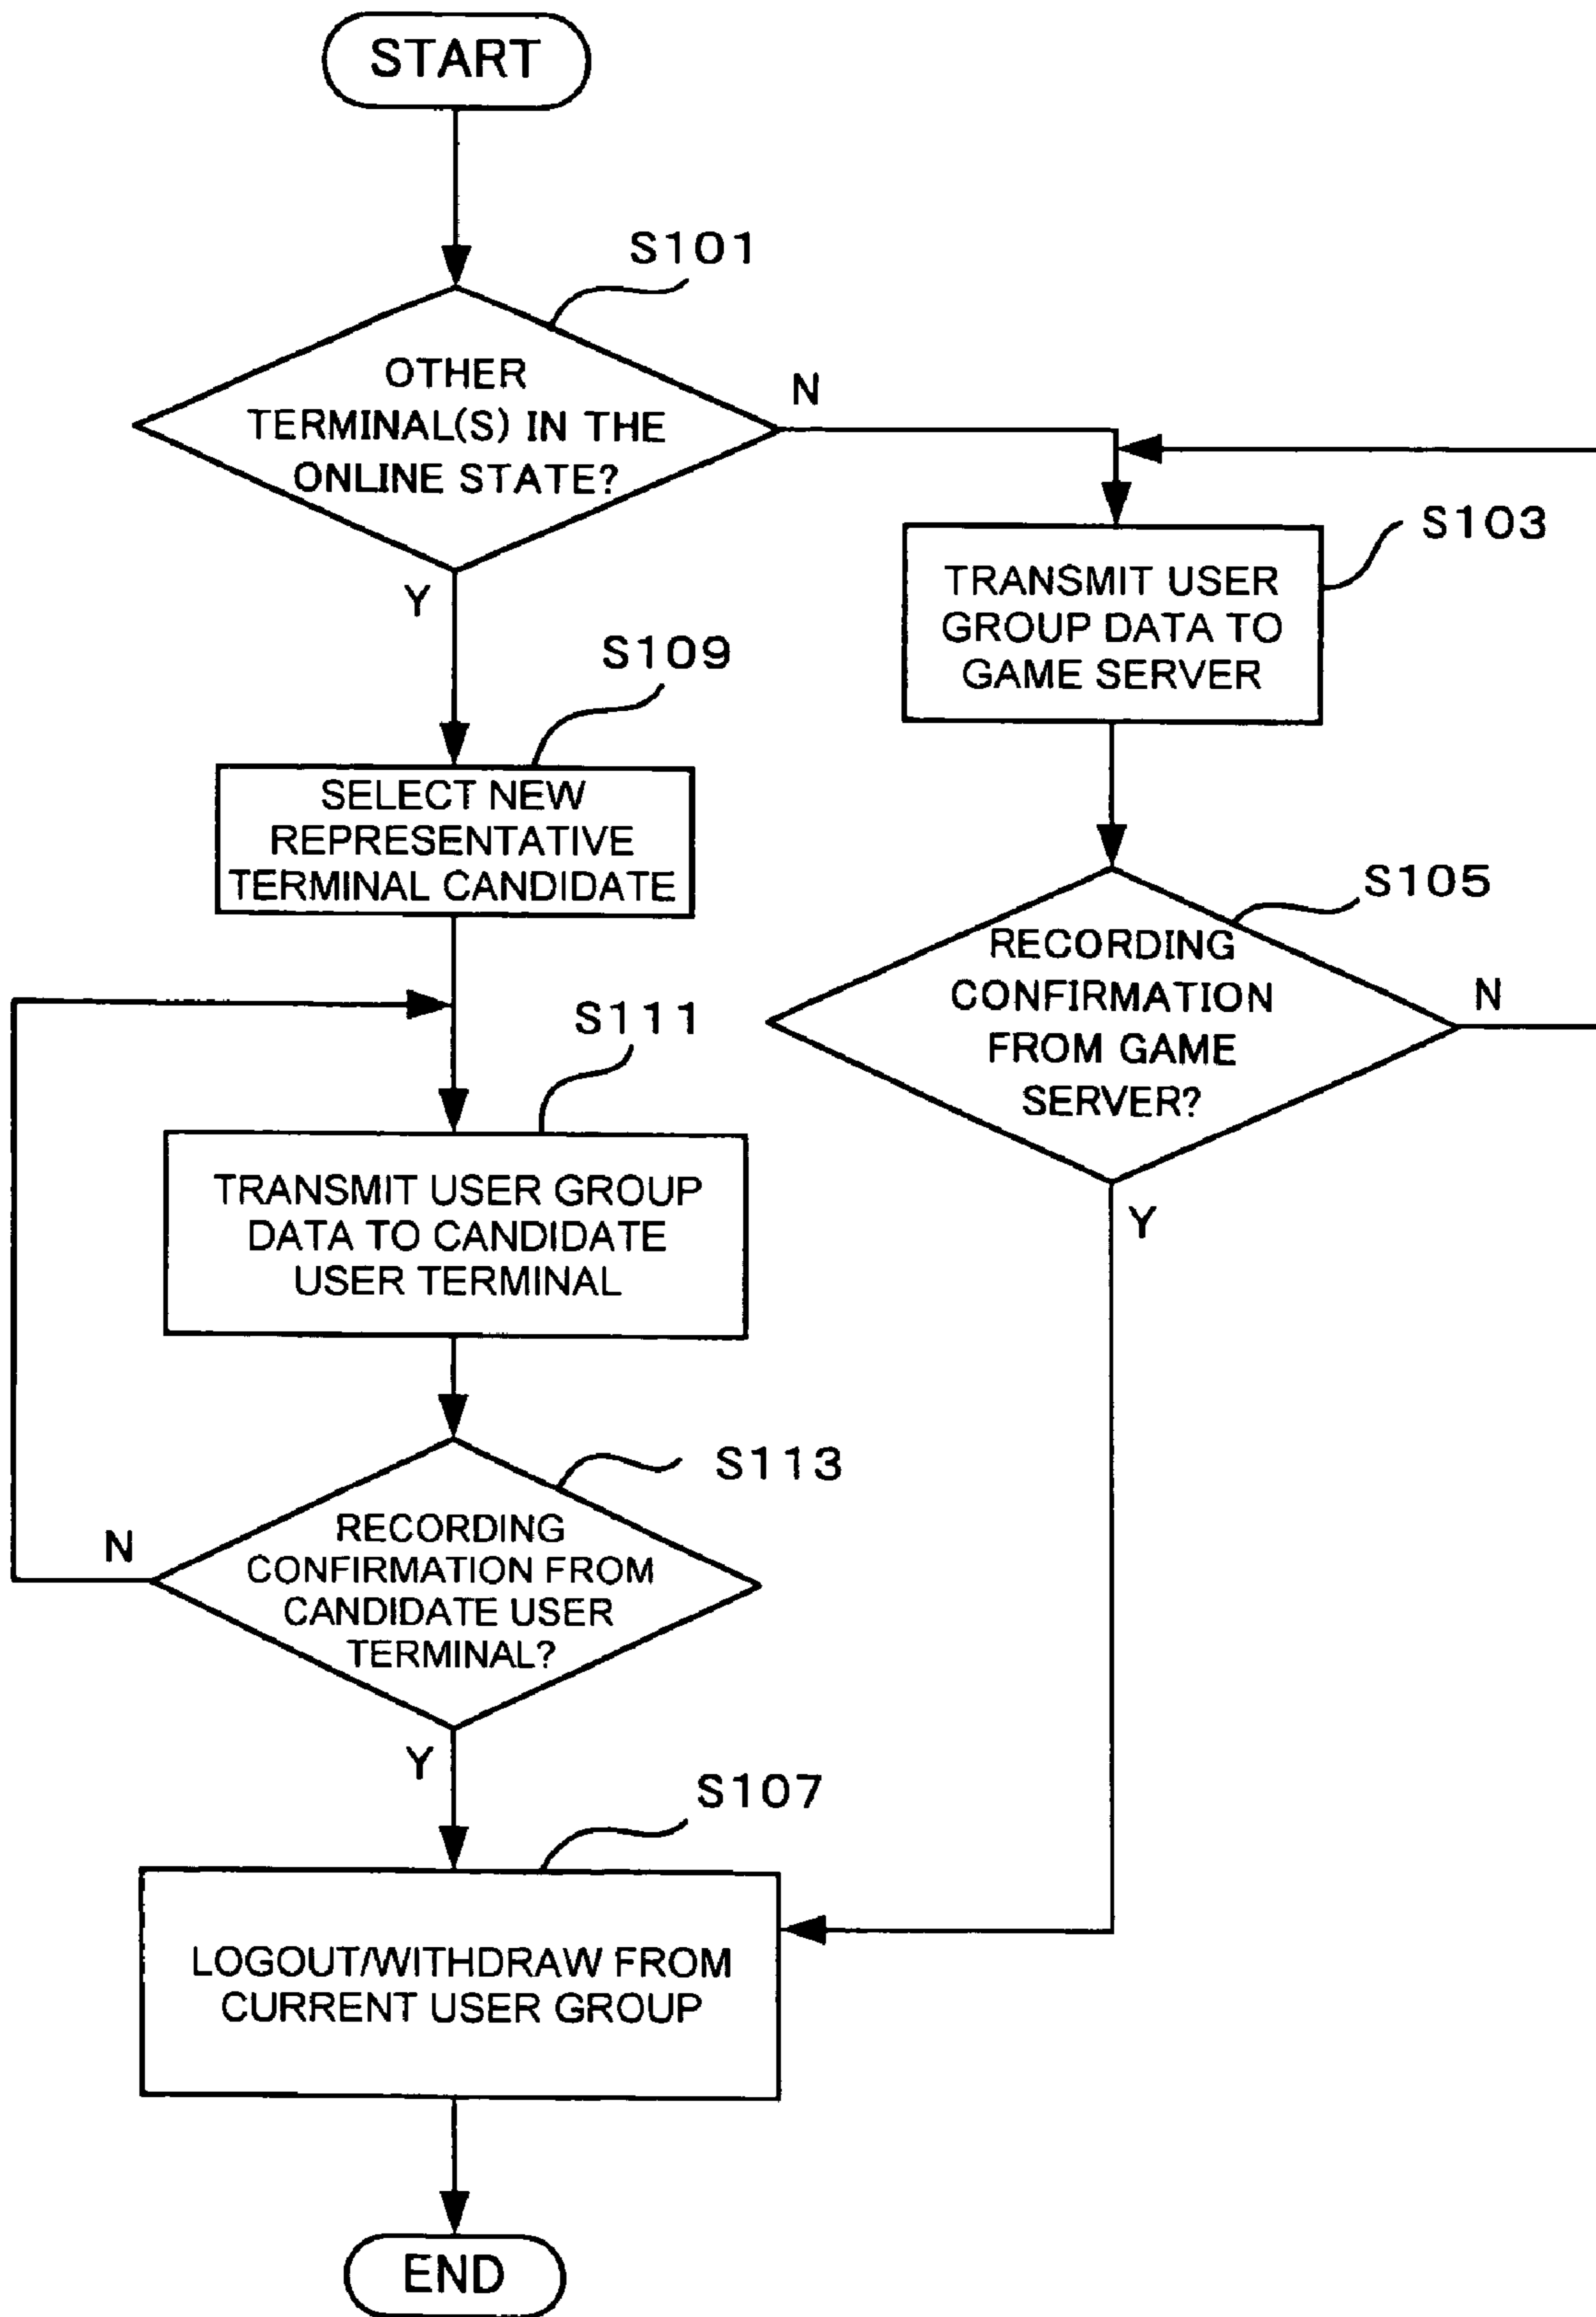 START
S101
OTHER
TERMINAL(S) IN THE
ONLINE STATE?
N
Y
S103
TRANSMIT USER
GROUP DATA TO
GAME SERVER
S109
SELECT NEW
REPRESENTATIVE
TERMINAL CANDIDATE
S105
RECORDING
CONFIRMATION
FROM GAME
SERVER?
N
Y
S111
TRANSMIT USER GROUP
DATA TO CANDIDATE
USER TERMINAL
S113
RECORDING
CONFIRMATION FROM
CANDIDATE USER
TERMINAL?
N
Y
S107
LOGOUT/WITHDRAW FROM
CURRENT USER GROUP
END